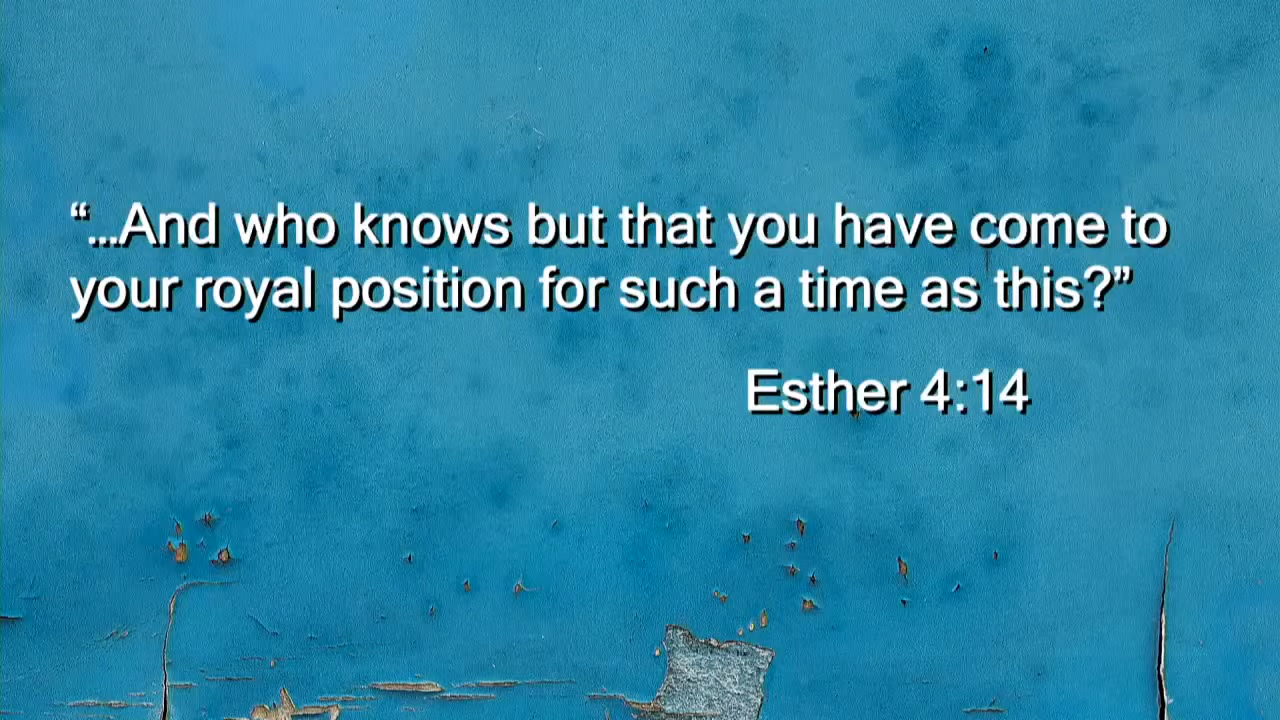 “...And who knows but that you have come to
your royal position for such a time as this?”
Esther 4:14